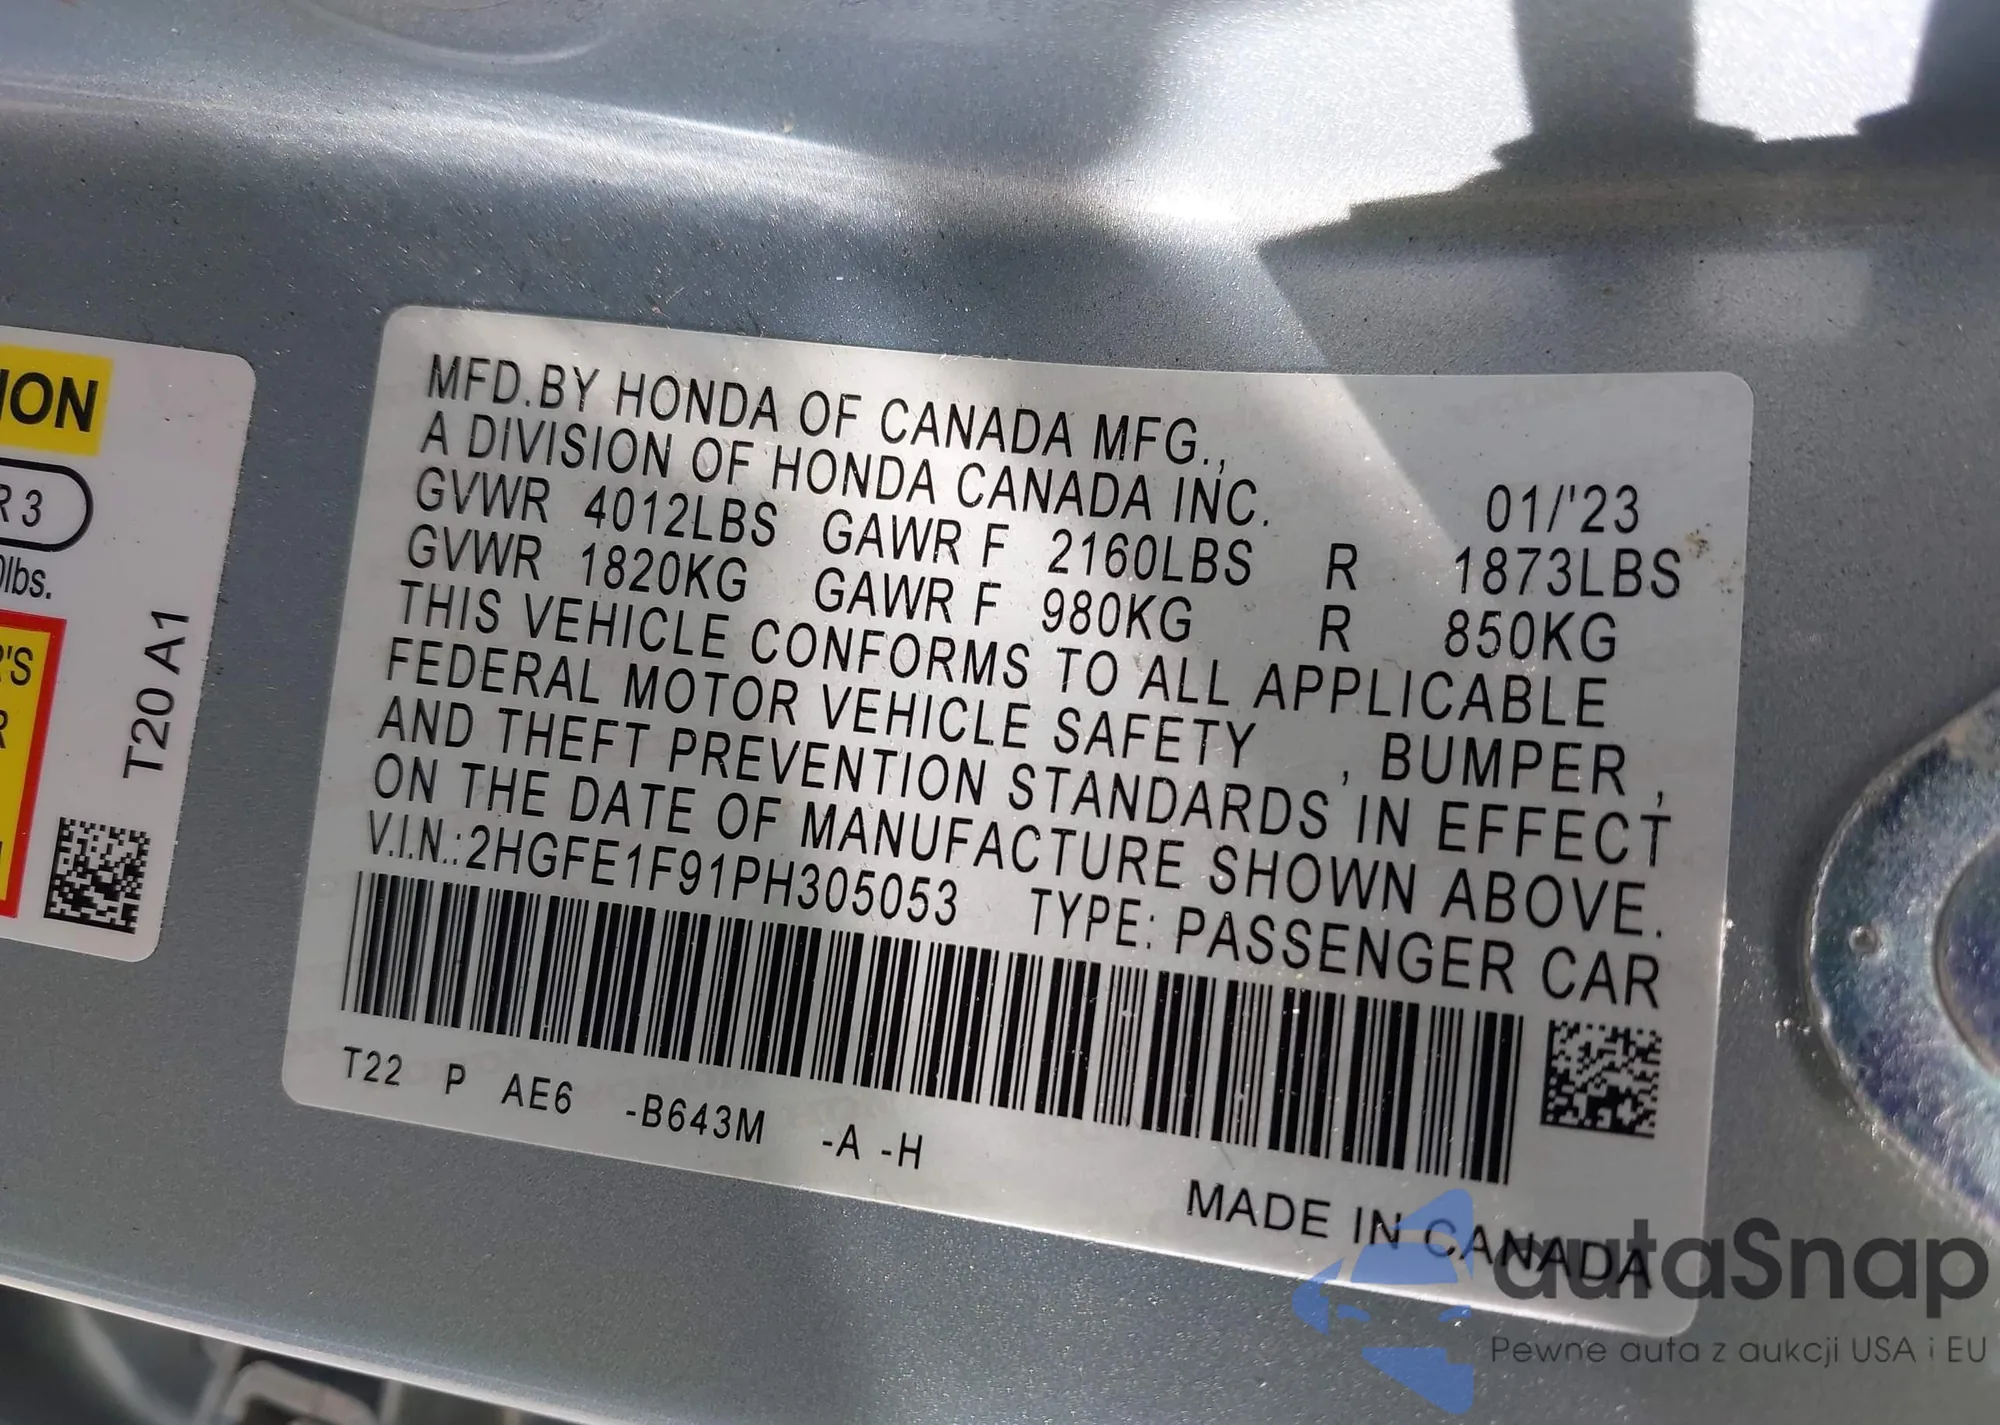 ION
R 3
0lbs.
'S
R
T20 A1
MFD.BY HONDA OF CANADA MFG.,
A DIVISION OF HONDA CANADA INC. 01/'23
GVWR 4012LBS GAWR F 2160LBS R 1873LBS
GVWR 1820KG GAWR F 980KG R 850KG
THIS VEHICLE CONFORMS TO ALL APPLICABLE
FEDERAL MOTOR VEHICLE SAFETY , BUMPER ,
AND THEFT PREVENTION STANDARDS IN EFFECT
ON THE DATE OF MANUFACTURE SHOWN ABOVE.
V.I.N.:2HGFE1F91PH305053 TYPE: PASSENGER CAR
T22 P AE6 -B643M -A -H
MADE IN CANADA
autaSnap
Pewne auta z aukcji USA i EU